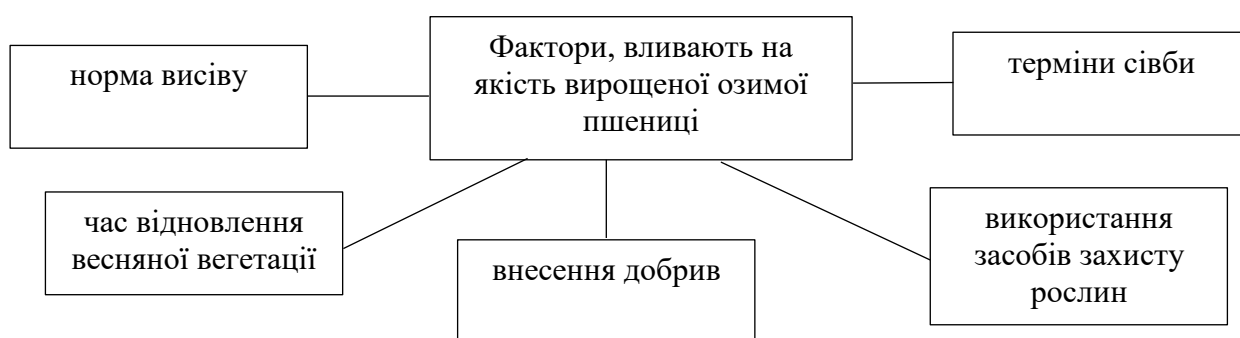 Фактори, вливають на
якість вирощеної озимої
пшениці
норма висіву
терміни сівби
час відновлення
весняної вегетації
внесення добрив
використання
засобів захисту
рослин